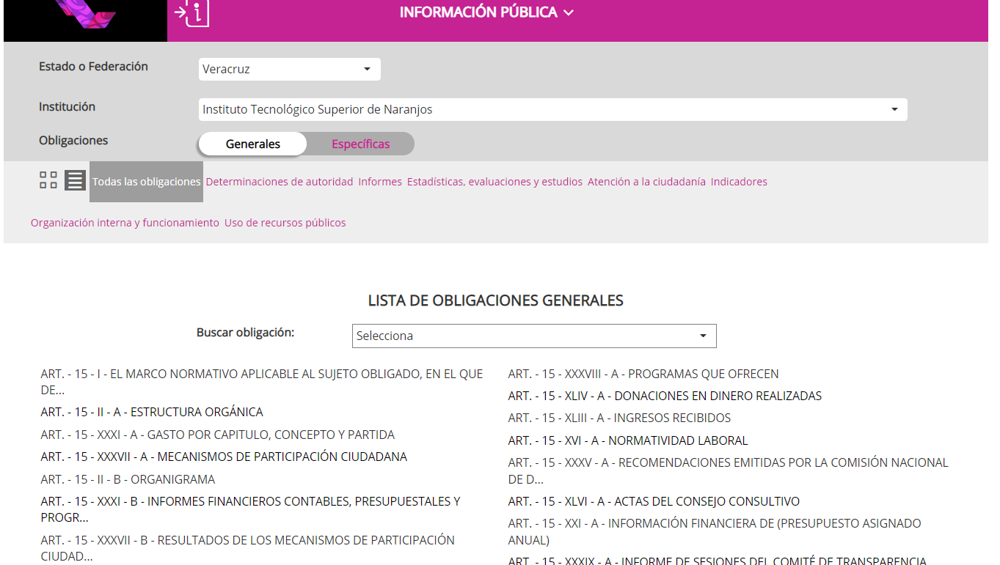 INFORMACIÓN PÚBLICA
Estado o Federación
Veracruz
Institución
Instituto Tecnológico Superior de Naranjos
Obligaciones
Generales
Específicas
Todas las obligaciones Determinaciones de autoridad Informes Estadísticas, evaluaciones y estudios Atención a la ciudadanía Indicadores
Organización interna y funcionamiento Uso de recursos públicos
LISTA DE OBLIGACIONES GENERALES
Buscar obligación:
Selecciona
ART. - 15 - I - EL MARCO NORMATIVO APLICABLE AL SUJETO OBLIGADO, EN EL QUE
DE...
ART. - 15 - II - A - ESTRUCTURA ORGÁNICA
ART. - 15 - XXXI - A - GASTO POR CAPITULO, CONCEPTO Y PARTIDA
ART. - 15 - XXXVII - A - MECANISMOS DE PARTICIPACIÓN CIUDADANA
ART. - 15 - II - B - ORGANIGRAMA
ART. - 15 - XXXI - B - INFORMES FINANCIEROS CONTABLES, PRESUPUESTALES Y
PROGR...
ART. - 15 - XXXVII - B - RESULTADOS DE LOS MECANISMOS DE PARTICIPACIÓN
CIUDAD...
ART. - 15 - XXXVIII - A - PROGRAMAS QUE OFRECEN
ART. - 15 - XLIV - A - DONACIONES EN DINERO REALIZADAS
ART. - 15 - XLIII - A - INGRESOS RECIBIDOS
ART. - 15 - XVI - A - NORMATIVIDAD LABORAL
ART. - 15 - XXXV - A - RECOMENDACIONES EMITIDAS POR LA COMISIÓN NACIONAL
DE D...
ART. - 15 - XLVI - A - ACTAS DEL CONSEJO CONSULTIVO
ART. - 15 - XXI - A - INFORMACIÓN FINANCIERA DE (PRESUPUESTO ASIGNADO
ANUAL)
ART. - 15 - XXXIX - A - INFORME DE SESIONES DEL COMITÉ DE TRANSPARENCIA